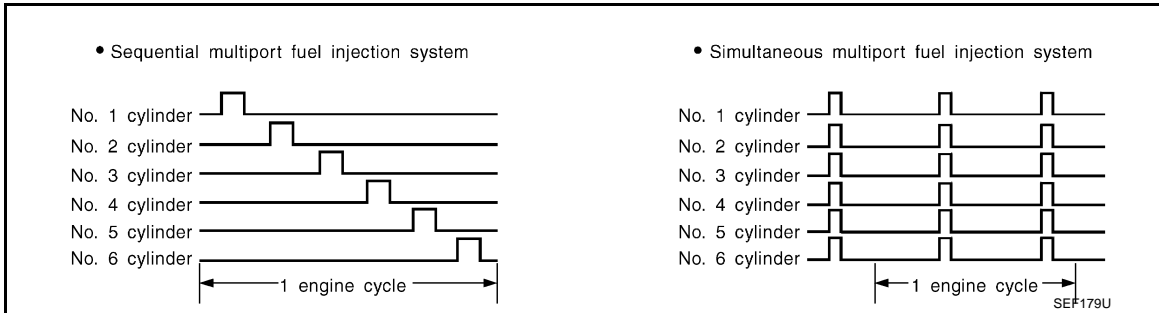 • Sequential multiport fuel injection system
No. 1 cylinder
No. 2 cylinder
No. 3 cylinder
No. 4 cylinder
No. 5 cylinder
No. 6 cylinder
1 engine cycle
• Simultaneous multiport fuel injection system
No. 1 cylinder
No. 2 cylinder
No. 3 cylinder
No. 4 cylinder
No. 5 cylinder
No. 6 cylinder
1 engine cycle
SEF179U